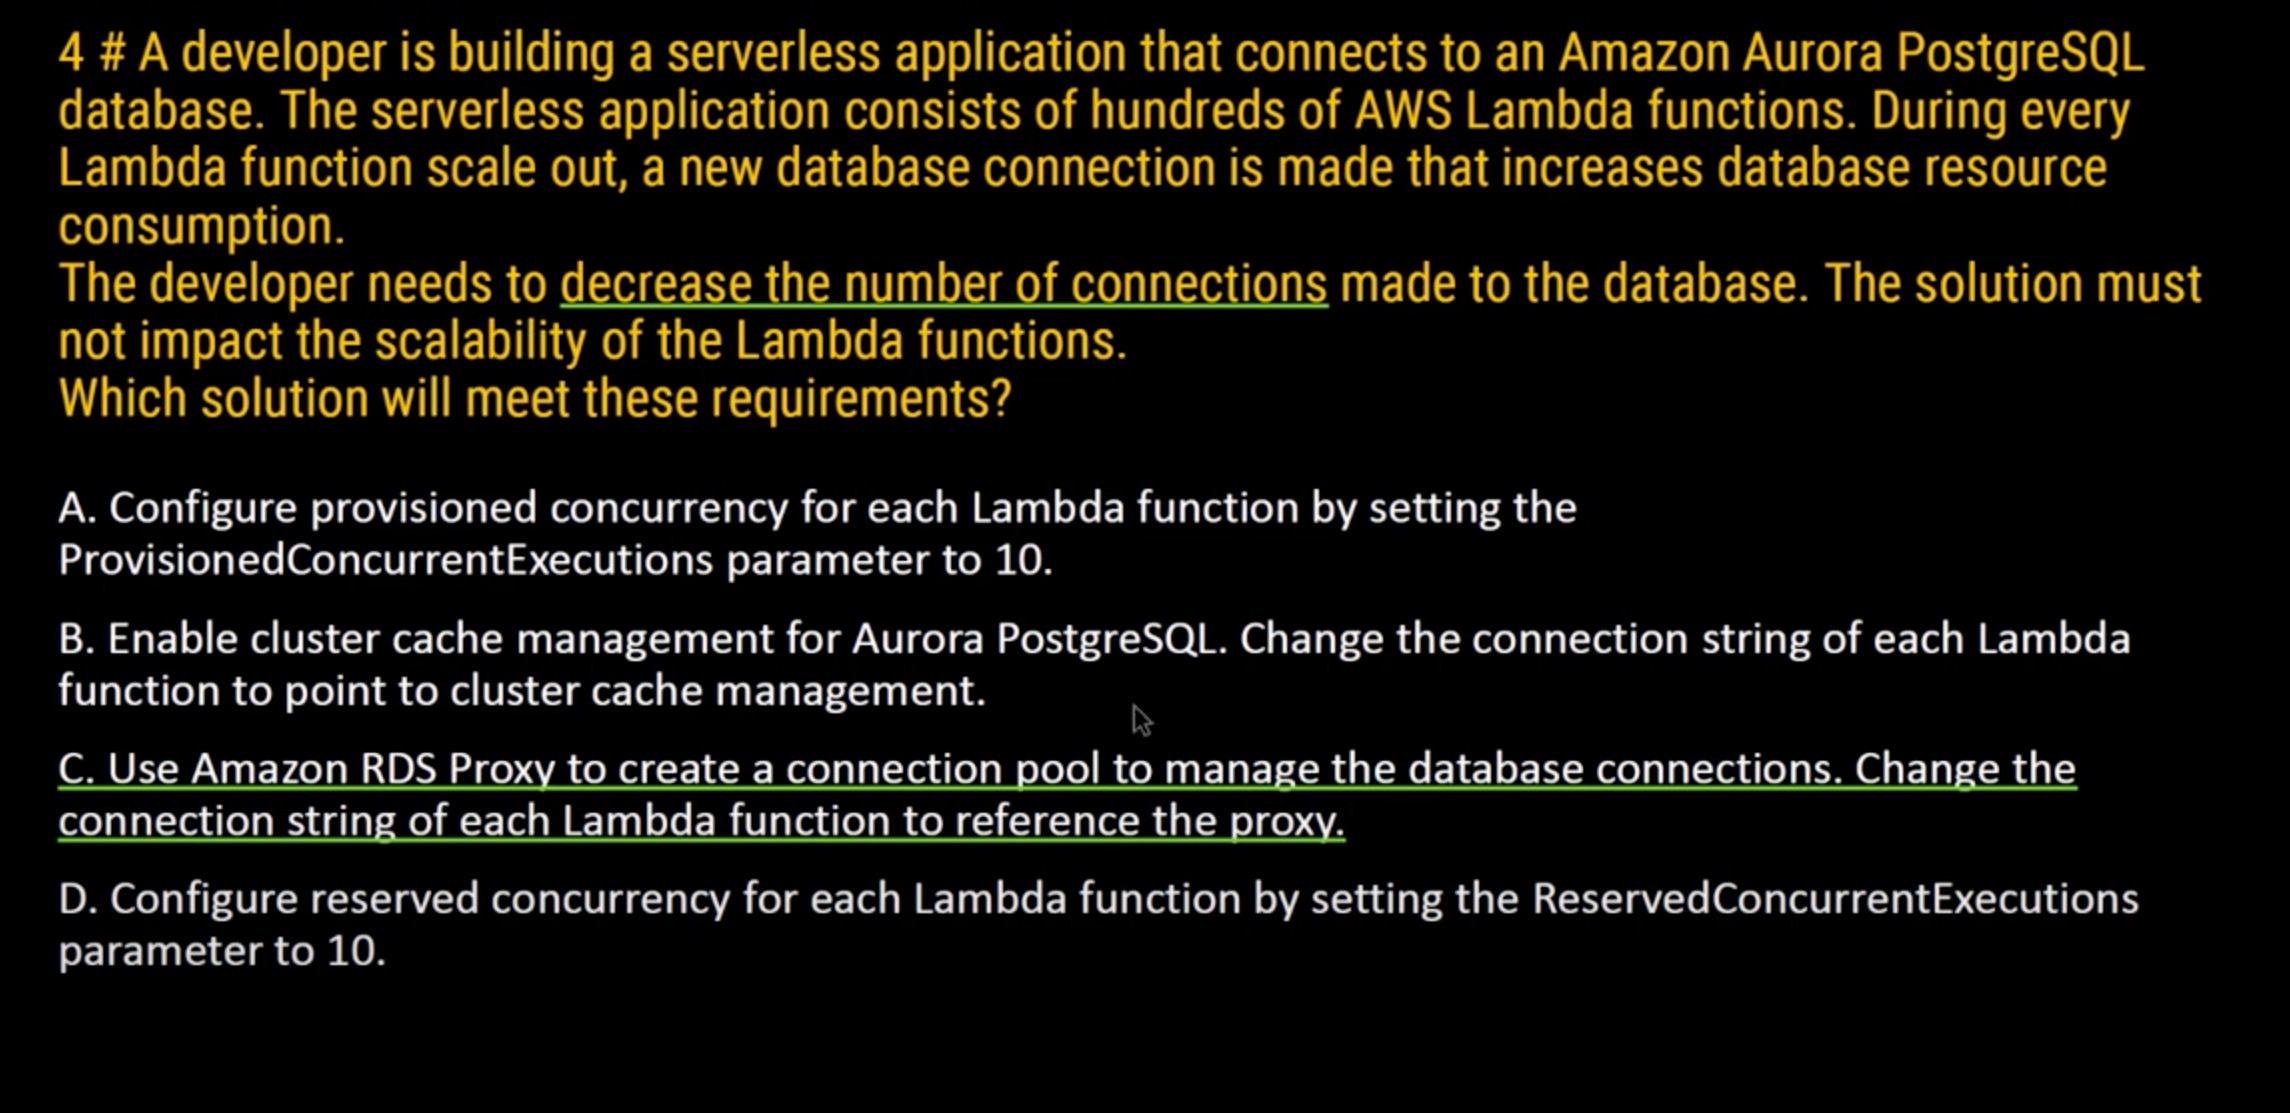 4 # A developer is building a serverless application that connects to an Amazon Aurora PostgreSQL
database. The serverless application consists of hundreds of AWS Lambda functions. During every
Lambda function scale out, a new database connection is made that increases database resource
consumption.
The developer needs to decrease the number of connections made to the database. The solution must
not impact the scalability of the Lambda functions.
Which solution will meet these requirements?
A. Configure provisioned concurrency for each Lambda function by setting the
ProvisionedConcurrentExecutions parameter to 10.
B. Enable cluster cache management for Aurora PostgreSQL. Change the connection string of each Lambda
function to point to cluster cache management.
C. Use Amazon RDS Proxy to create a connection pool to manage the database connections. Change the
connection string of each Lambda function to reference the proxy.
D. Configure reserved concurrency for each Lambda function by setting the ReservedConcurrentExecutions
parameter to 10.